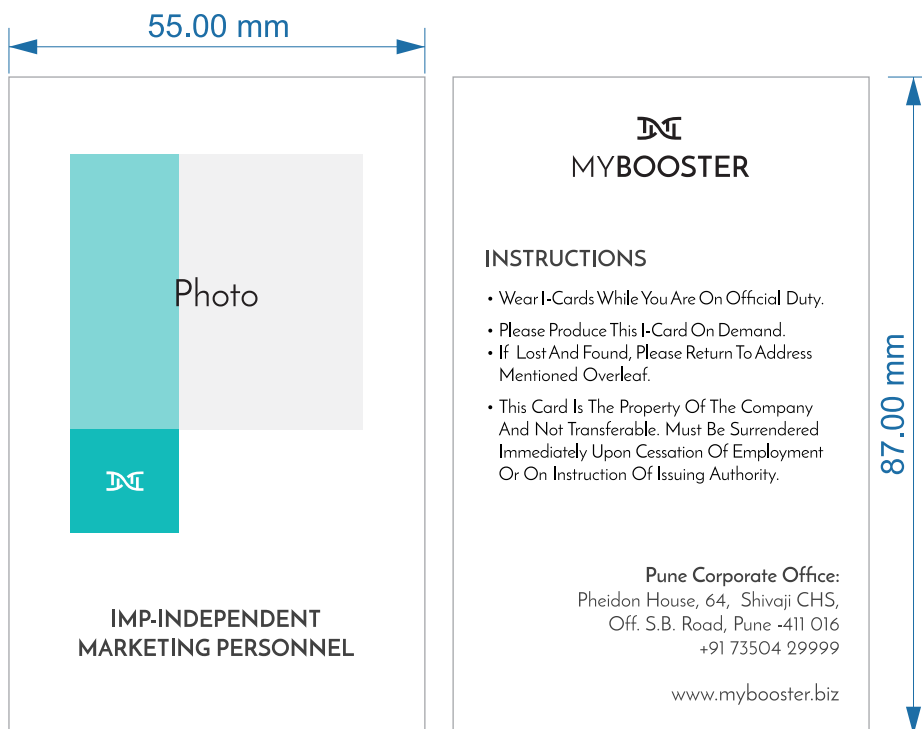 55.00 mm
Photo
IMP-INDEPENDENT
MARKETING PERSONNEL
MYBOOSTER
INSTRUCTIONS
• Wear I-Cards While You Are On Official Duty.
• Please Produce This I-Card On Demand.
• If Lost And Found, Please Return To Address
Mentioned Overleaf.
• This Card Is The Property Of The Company
And Not Transferable. Must Be Surrendered
Immediately Upon Cessation Of Employment
Or On Instruction Of Issuing Authority.
Pune Corporate Office:
Pheidon House, 64, Shivaji CHS,
Off. S.B. Road, Pune -411 016
+91 73504 29999
www.mybooster.biz
87.00 mm